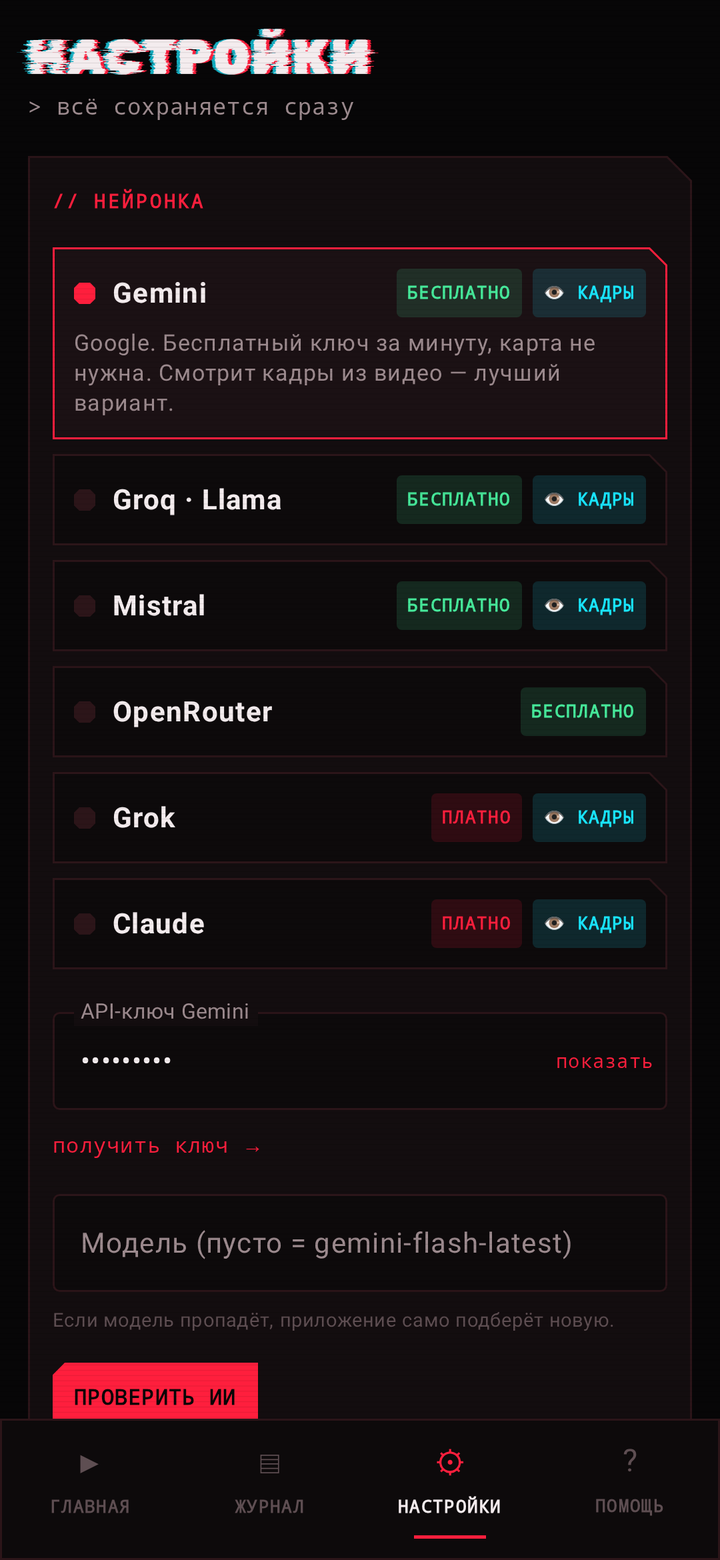 НАСТРОЙКИ
> всё сохраняется сразу
// НЕЙРОНКА
Gemini БЕСПЛАТНО 👁 КАДРЫ
Google. Бесплатный ключ за минуту, карта не
нужна. Смотрит кадры из видео — лучший
вариант.
Groq · Llama БЕСПЛАТНО 👁 КАДРЫ
Mistral БЕСПЛАТНО 👁 КАДРЫ
OpenRouter БЕСПЛАТНО
Grok ПЛАТНО 👁 КАДРЫ
Claude ПЛАТНО 👁 КАДРЫ
API-ключ Gemini
••••••••• показать
получить ключ →
Модель (пусто = gemini-flash-latest)
Если модель пропадёт, приложение само подберёт новую.
ПРОВЕРИТЬ ИИ
ГЛАВНАЯ ЖУРНАЛ НАСТРОЙКИ ПОМОЩЬ